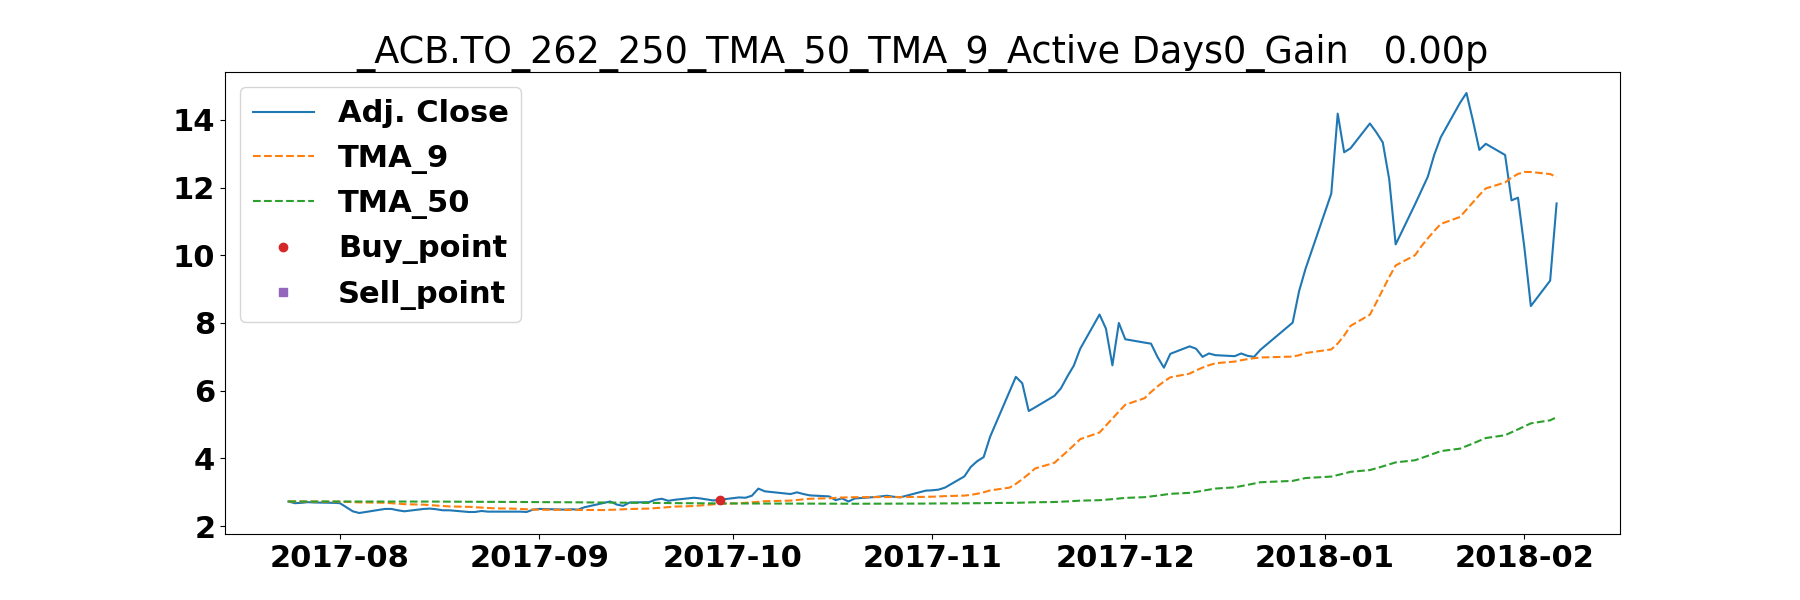 _ACB.TO_262_250_TMA_50_TMA_9_Active Days0_Gain   0.00p
Adj. Close
TMA_9
TMA_50
Buy_point
Sell_point
14
12
10
8
6
4
2
2017-08 2017-09 2017-10 2017-11 2017-12 2018-01 2018-02